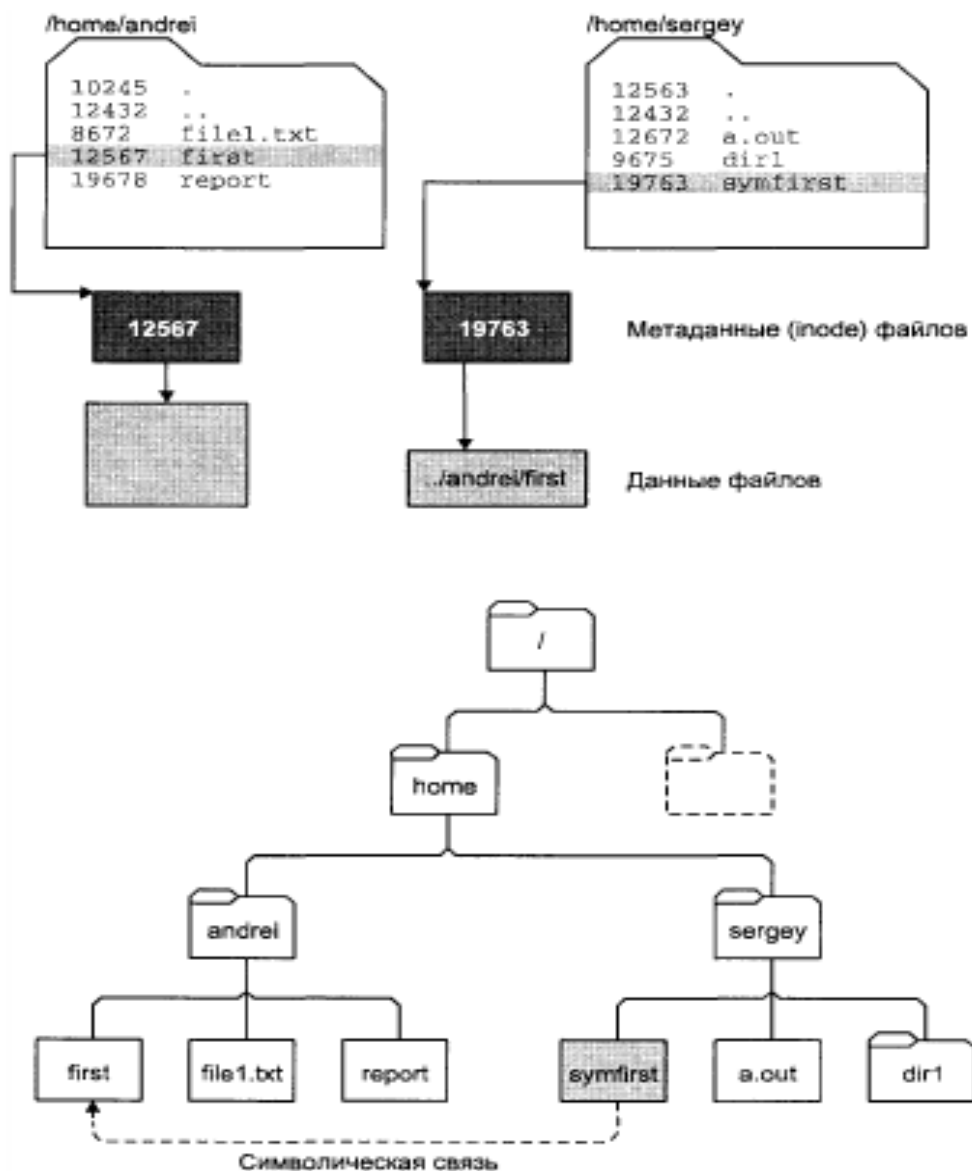 /home/andrei
10245 .
12432 ..
8672 file1.txt
12567 first
19678 report
/home/sergey
12563 .
12432 ..
12672 a.out
9675 dir1
19763 symfirst
12567
19763
Метаданные (inode) файлов
../andrei/first
Данные файлов
/
home
andrei
sergey
first
file1.txt
report
symfirst
a.out
dir1
Символическая связь